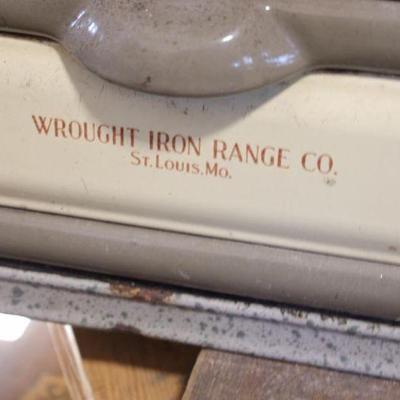 WROUGHT IRON RANGE CO.
ST. LOUIS. MO.